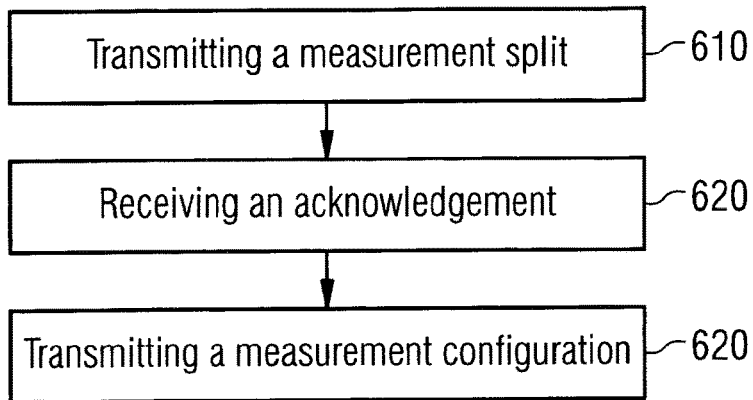 Transmitting a measurement split 610
Receiving an acknowledgement 620
Transmitting a measurement configuration 620